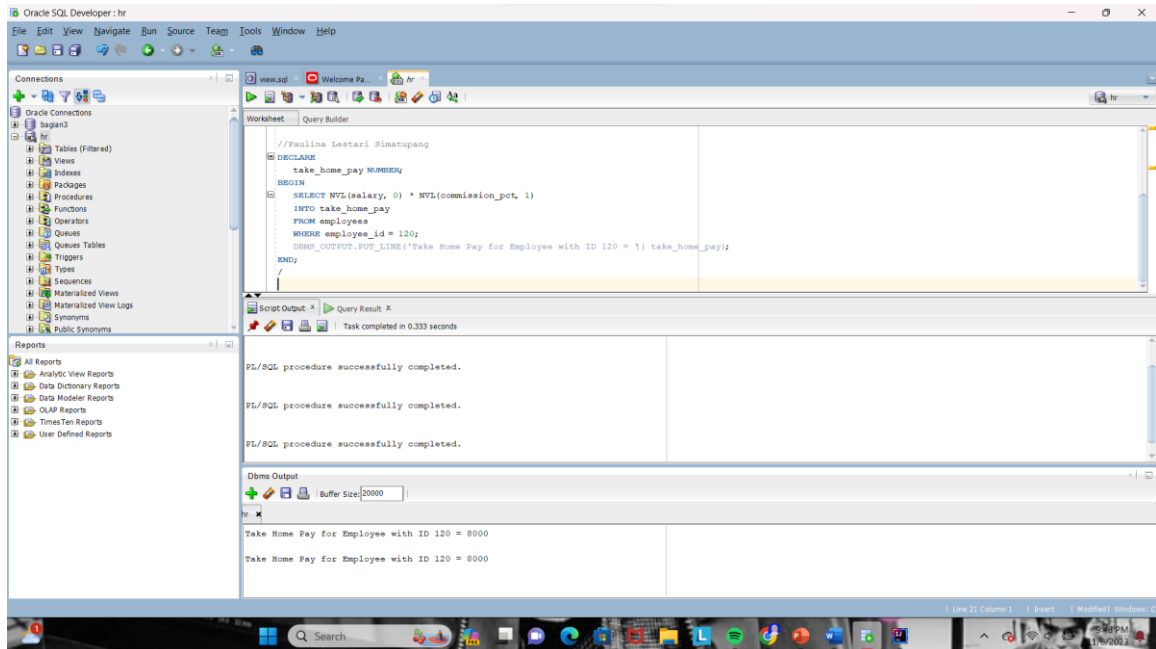 Oracle SQL Developer : hr
File Edit View Navigate Run Source Team Tools Window Help
Connections
Oracle Connections
bagian3
hr
Tables (Filtered)
Views
Indexes
Packages
Procedures
Functions
Operators
Queues
Queues Tables
Triggers
Types
Sequences
Materialized Views
Materialized View Logs
Synonyms
Public Synonyms
Reports
All Reports
Analytic View Reports
Data Dictionary Reports
Data Modeler Reports
OLAP Reports
TimesTen Reports
User Defined Reports
view.sql Welcome Pa... hr
hr
Worksheet Query Builder
//Paulina Lestari Simatupang
DECLARE
take_home_pay NUMBER;
BEGIN
SELECT NVL(salary, 0) * NVL(commission_pct, 1)
INTO take_home_pay
FROM employees
WHERE employee_id = 120;
DBMS_OUTPUT.PUT_LINE('Take Home Pay for Employee with ID 120 = '|| take_home_pay);
END;
/
Script Output x Query Result x
Task completed in 0.333 seconds
PL/SQL procedure successfully completed.
PL/SQL procedure successfully completed.
PL/SQL procedure successfully completed.
Dbms Output
Buffer Size: 20000
hr
Take Home Pay for Employee with ID 120 = 8000
Take Home Pay for Employee with ID 120 = 8000
Line 21 Column 1 | Insert | Modified| Windows: C
Search
9:48 PM
11/6/2023